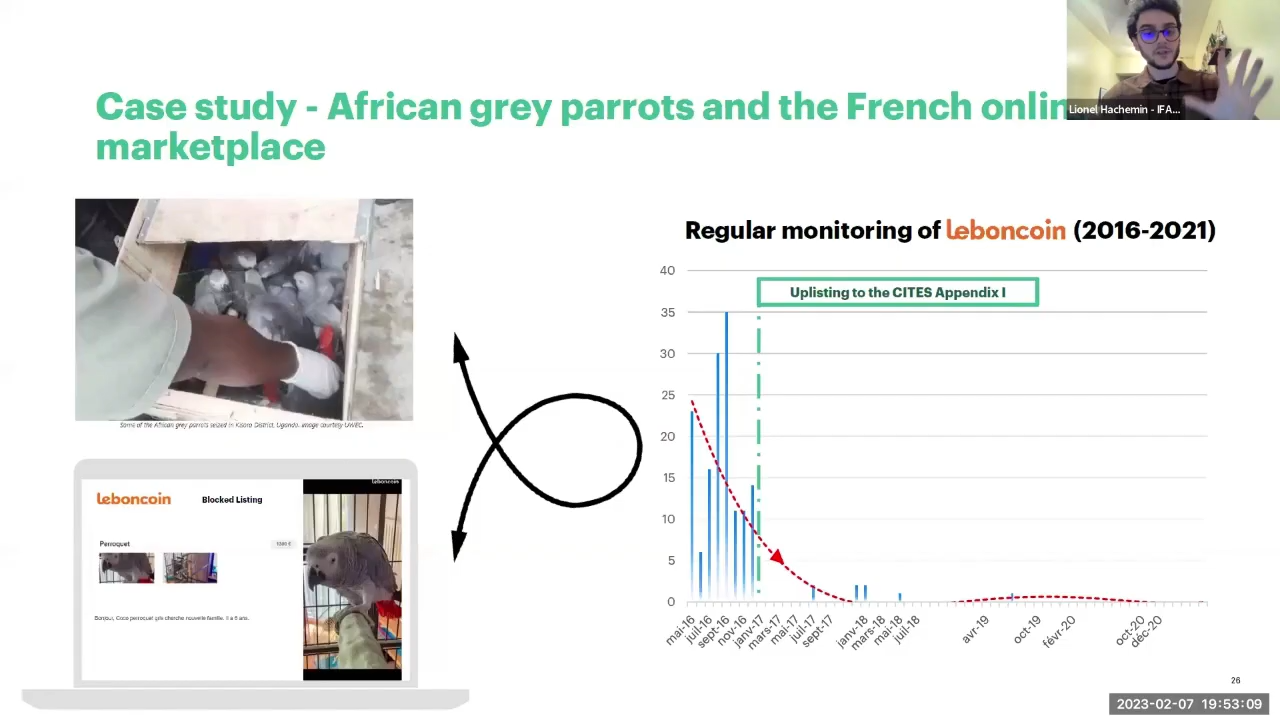 Lionel Hachemin - IFA...
Case study - African grey parrots and the French onlin
marketplace
Some of the African grey parrots seized in Kisoro District, Uganda. Image courtesy UWEC.
leboncoin
Blocked Listing
leboncoin
Perroquet
Bonjour, Coco perroquet gris cherche nouvelle famille. Il a 6 ans.
Regular monitoring of leboncoin (2016-2021)
Uplisting to the CITES Appendix I
40
35
30
25
20
15
10
5
0
mai-16
juil-16
sept-16
nov-16
janv-17
mars-17
mai-17
juil-17
sept-17
janv-18
mars-18
mai-18
juil-18
avr-19
oct-19
févr-20
oct-20
déc-20
26
2023-02-07 19:53:09